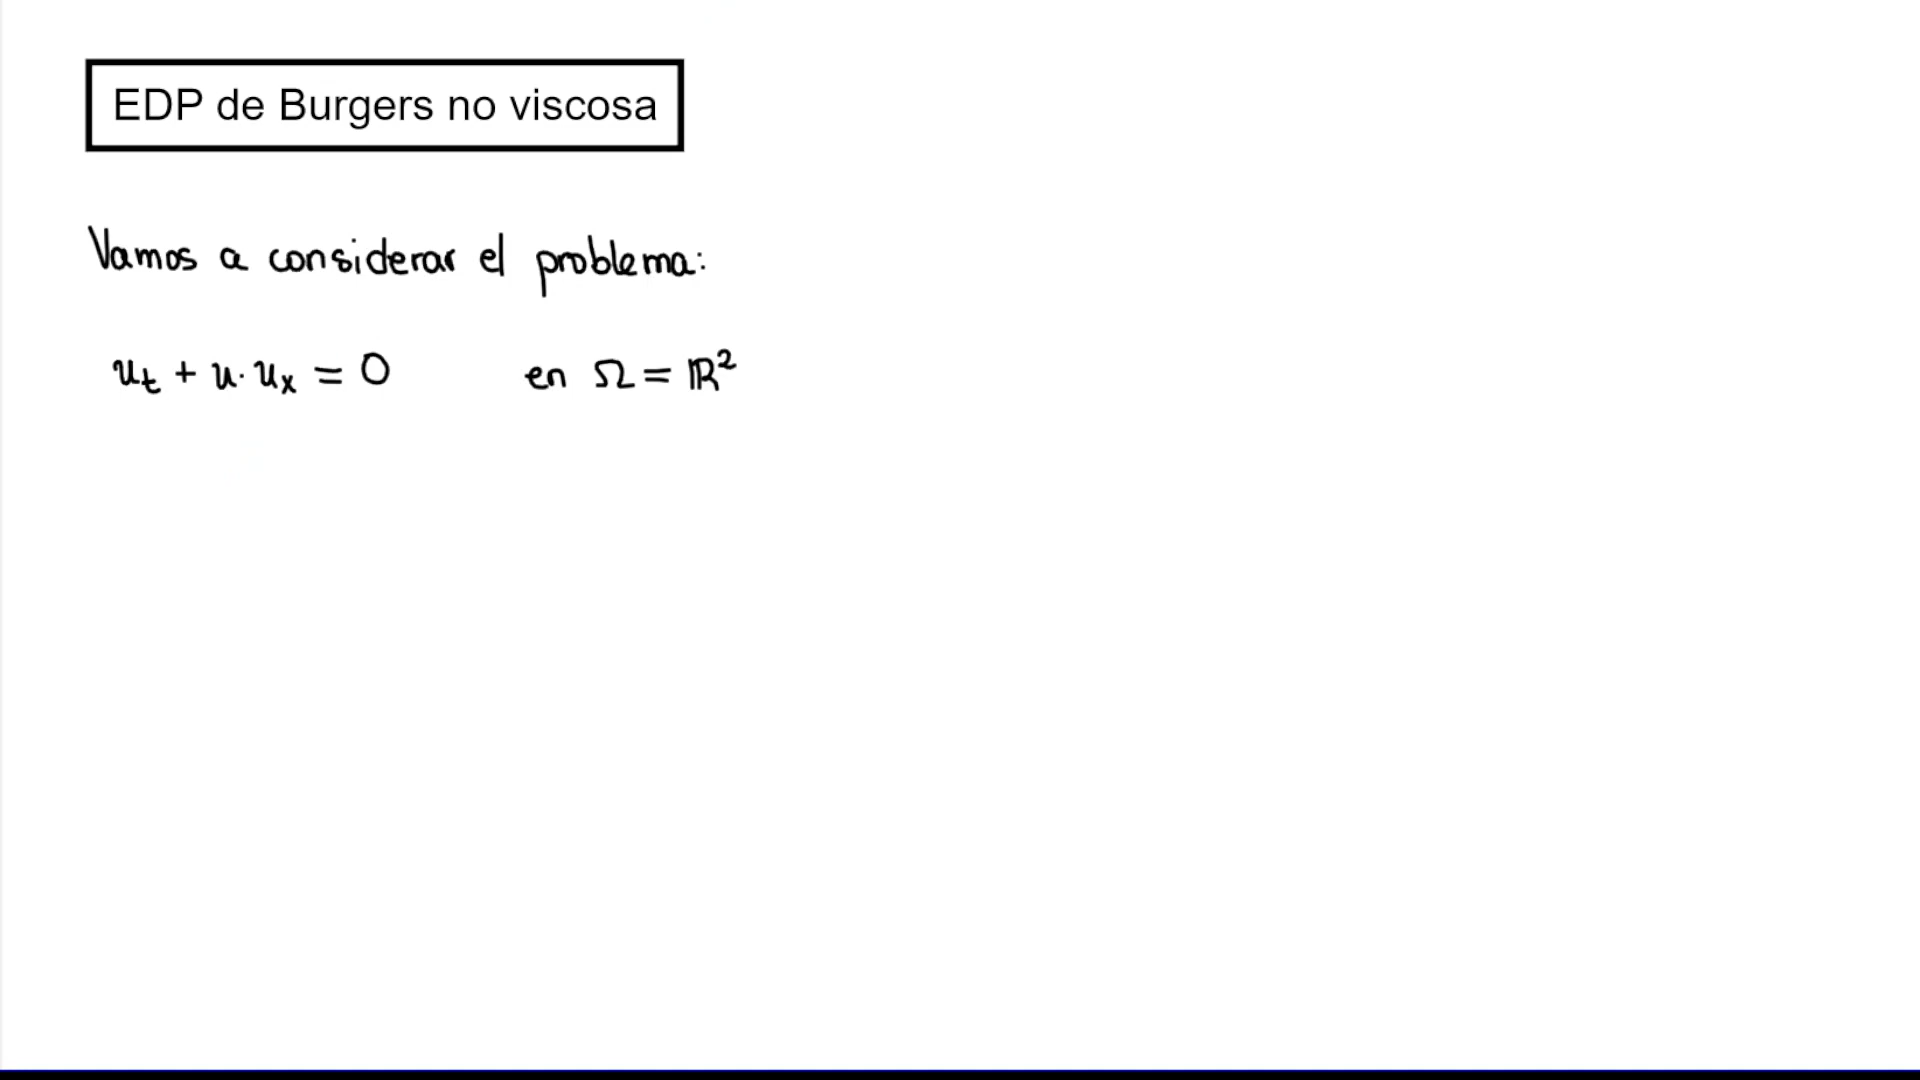 EDP de Burgers no viscosa
Vamos a considerar el problema:
u_t + u · u_x = 0 en Ω = ℝ²